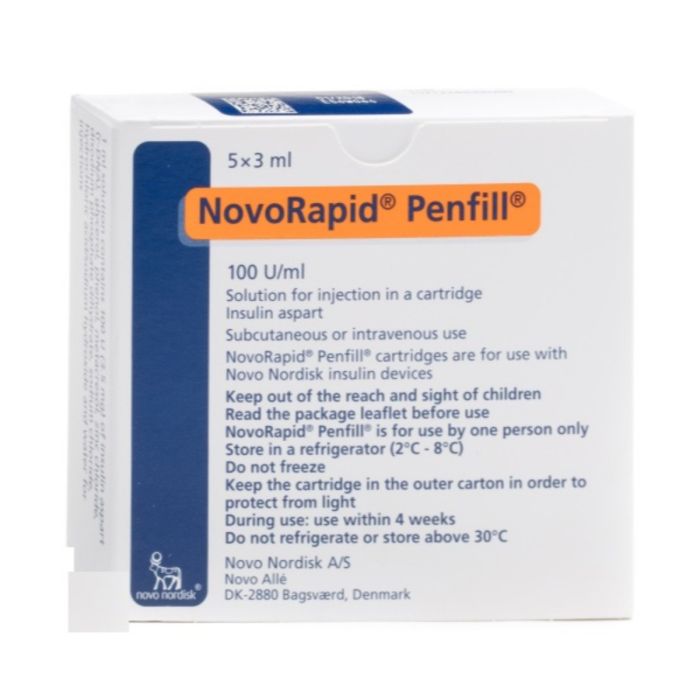 5×3 ml
NovoRapid® Penfill®
100 U/ml
Solution for injection in a cartridge
Insulin aspart
Subcutaneous or intravenous use
NovoRapid® Penfill® cartridges are for use with
Novo Nordisk insulin devices
Keep out of the reach and sight of children
Read the package leaflet before use
NovoRapid® Penfill® is for use by one person only
Store in a refrigerator (2°C - 8°C)
Do not freeze
Keep the cartridge in the outer carton in order to
protect from light
During use: use within 4 weeks
Do not refrigerate or store above 30°C
Novo Nordisk A/S
Novo Allé
DK-2880 Bagsværd, Denmark
novo nordisk®